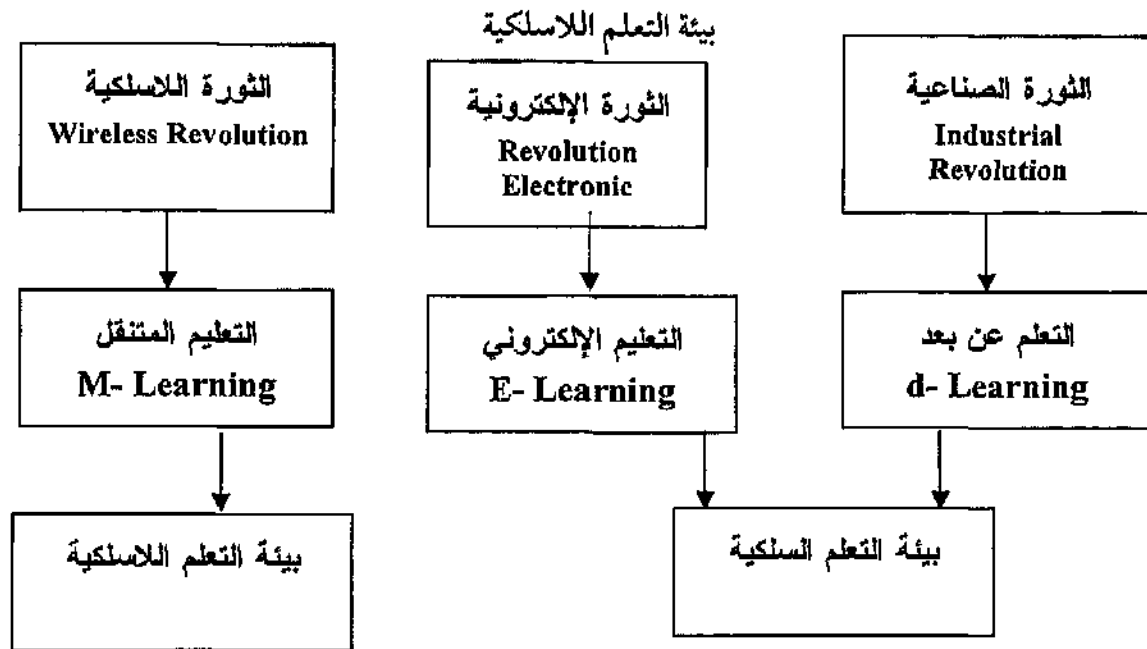 بيئة التعلم اللاسلكية
الثورة الصناعية
Industrial
Revolution
الثورة الإلكترونية
Revolution
Electronic
الثورة اللاسلكية
Wireless Revolution
التعلم عن بعد
d- Learning
التعليم الإلكتروني
E- Learning
التعليم المتنقل
M- Learning
بيئة التعلم السلكية
بيئة التعلم اللاسلكية